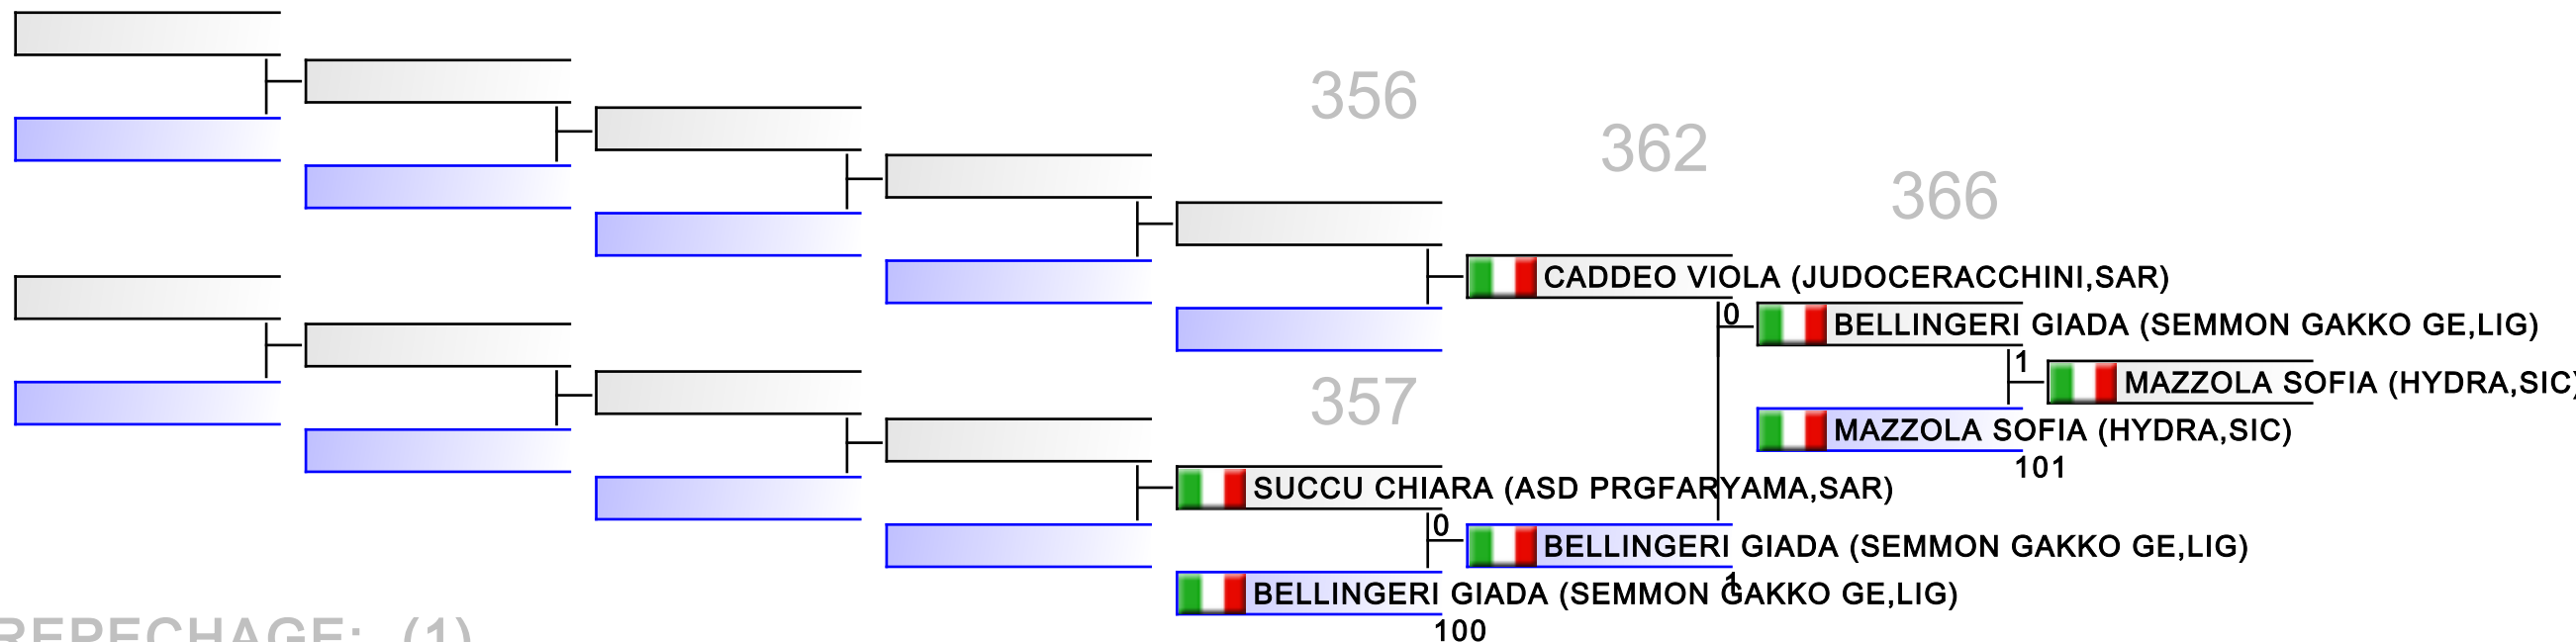 356
362
366
CADDEO VIOLA (JUDOCERACCHINI,SAR)
0
BELLINGERI GIADA (SEMMON GAKKO GE,LIG)
1
MAZZOLA SOFIA (HYDRA,SIC)
357
MAZZOLA SOFIA (HYDRA,SIC)
101
SUCCU CHIARA (ASD PRGFARYAMA,SAR)
0
BELLINGERI GIADA (SEMMON GAKKO GE,LIG)
1
BELLINGERI GIADA (SEMMON GAKKO GE,LIG)
100
REPECHAGE: (1)